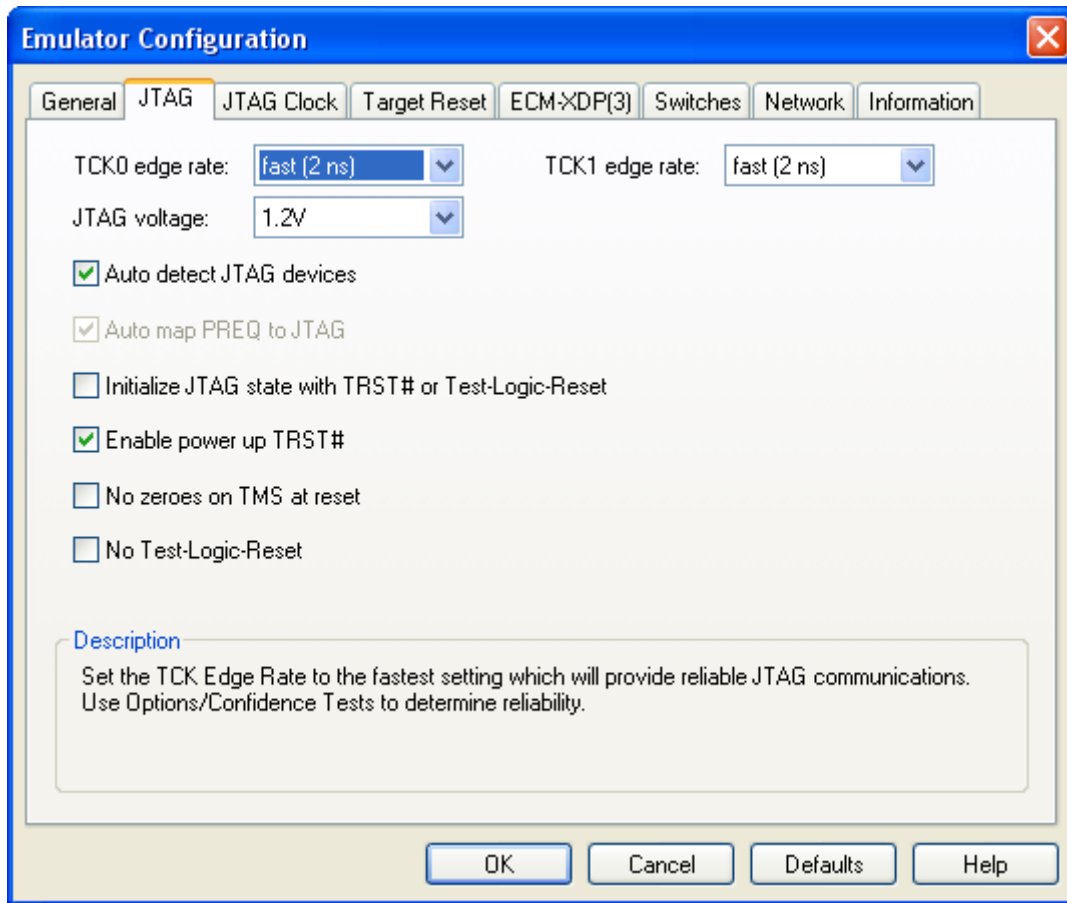 Emulator Configuration
General JTAG JTAG Clock Target Reset ECM-XDP(3) Switches Network Information
TCK0 edge rate: fast (2 ns) TCK1 edge rate: fast (2 ns)
JTAG voltage: 1.2V
Auto detect JTAG devices
Auto map PREQ to JTAG
Initialize JTAG state with TRST# or Test-Logic-Reset
Enable power up TRST#
No zeroes on TMS at reset
No Test-Logic-Reset
Description
Set the TCK Edge Rate to the fastest setting which will provide reliable JTAG communications.
Use Options/Confidence Tests to determine reliability.
OK Cancel Defaults Help